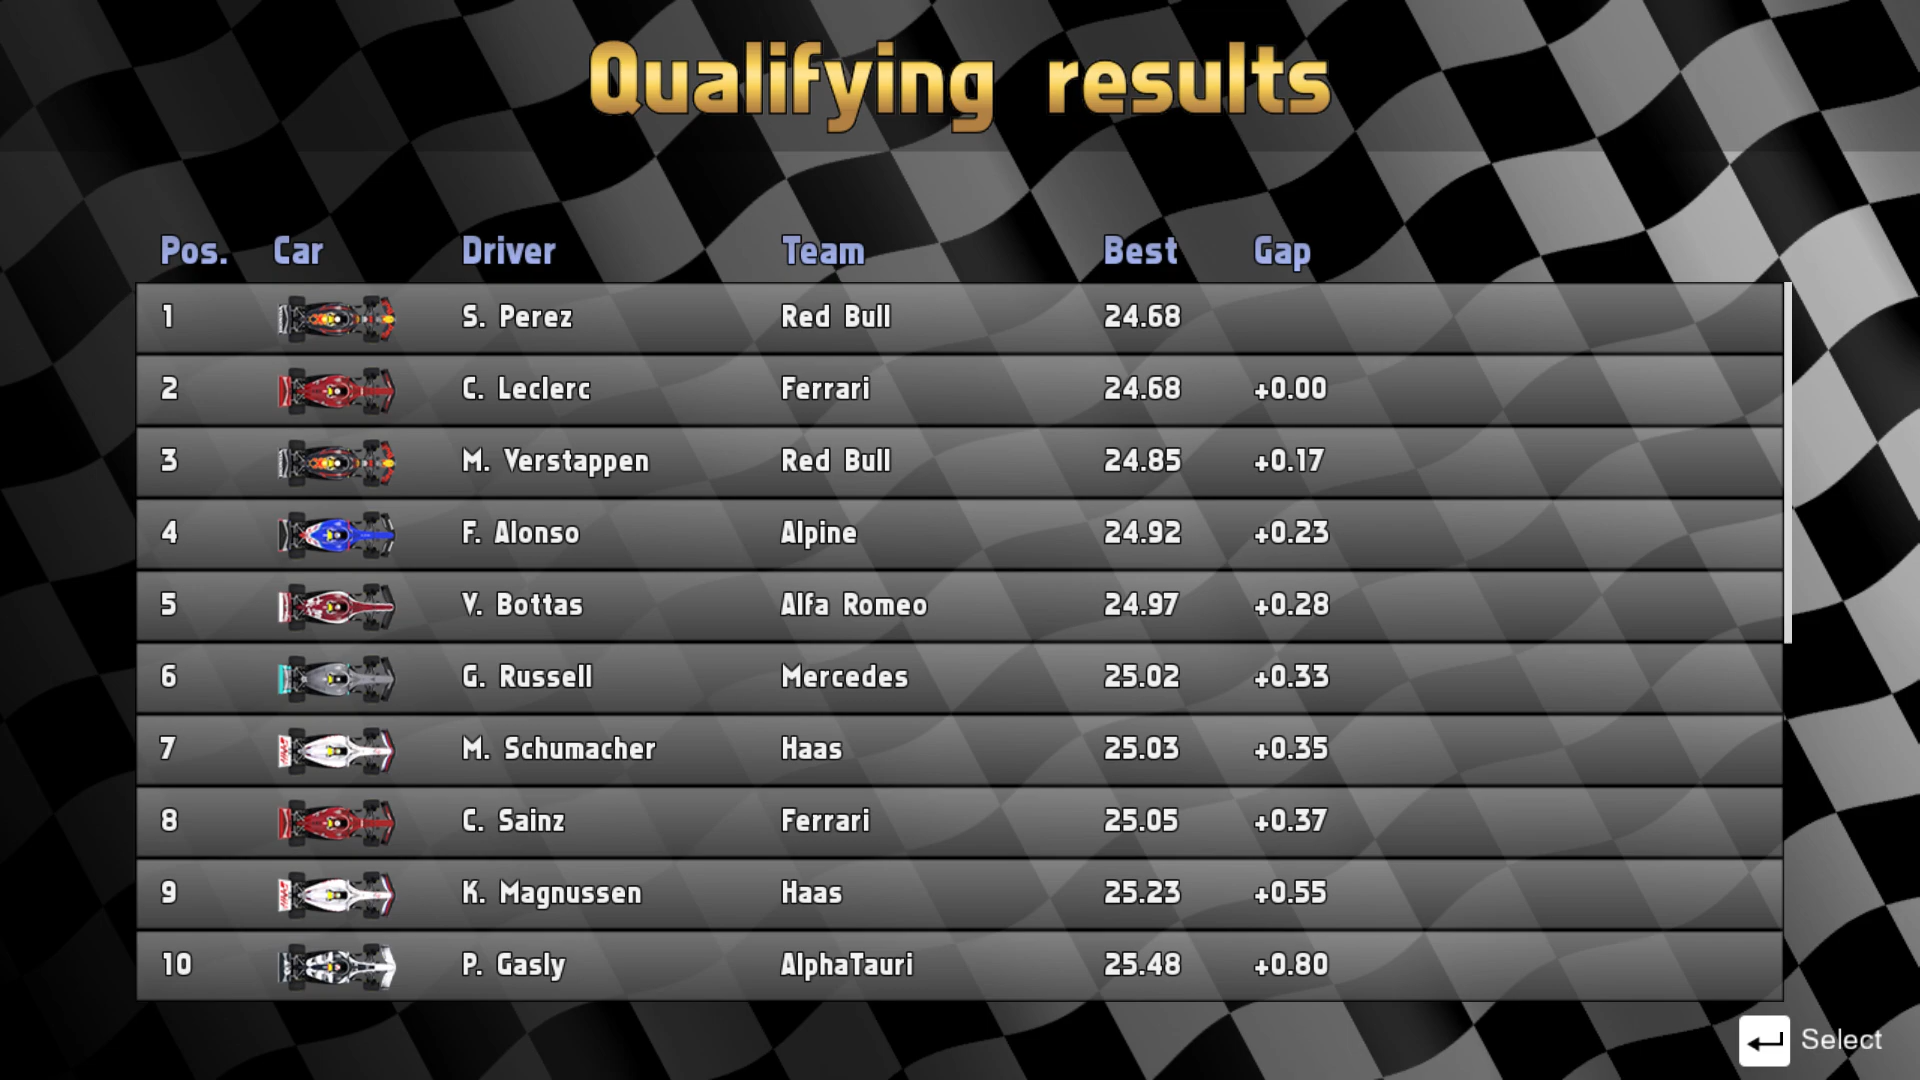 Qualifying results
Pos. Car Driver Team Best Gap
1 S. Perez Red Bull 24.68
2 C. Leclerc Ferrari 24.68 +0.00
3 M. Verstappen Red Bull 24.85 +0.17
4 F. Alonso Alpine 24.92 +0.23
5 V. Bottas Alfa Romeo 24.97 +0.28
6 G. Russell Mercedes 25.02 +0.33
7 M. Schumacher Haas 25.03 +0.35
8 C. Sainz Ferrari 25.05 +0.37
9 K. Magnussen Haas 25.23 +0.55
10 P. Gasly AlphaTauri 25.48 +0.80
Select